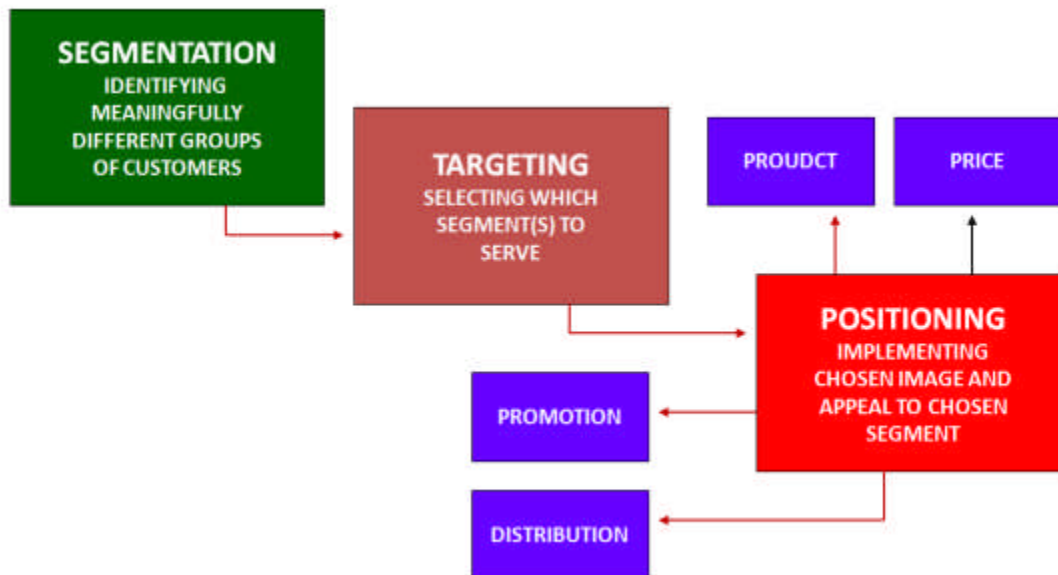 SEGMENTATION
IDENTIFYING
MEANINGFULLY
DIFFERENT GROUPS
OF CUSTOMERS
TARGETING
SELECTING WHICH
SEGMENT(S) TO
SERVE
PROUDCT
PRICE
POSITIONING
IMPLEMENTING
CHOSEN IMAGE AND
APPEAL TO CHOSEN
SEGMENT
PROMOTION
DISTRIBUTION